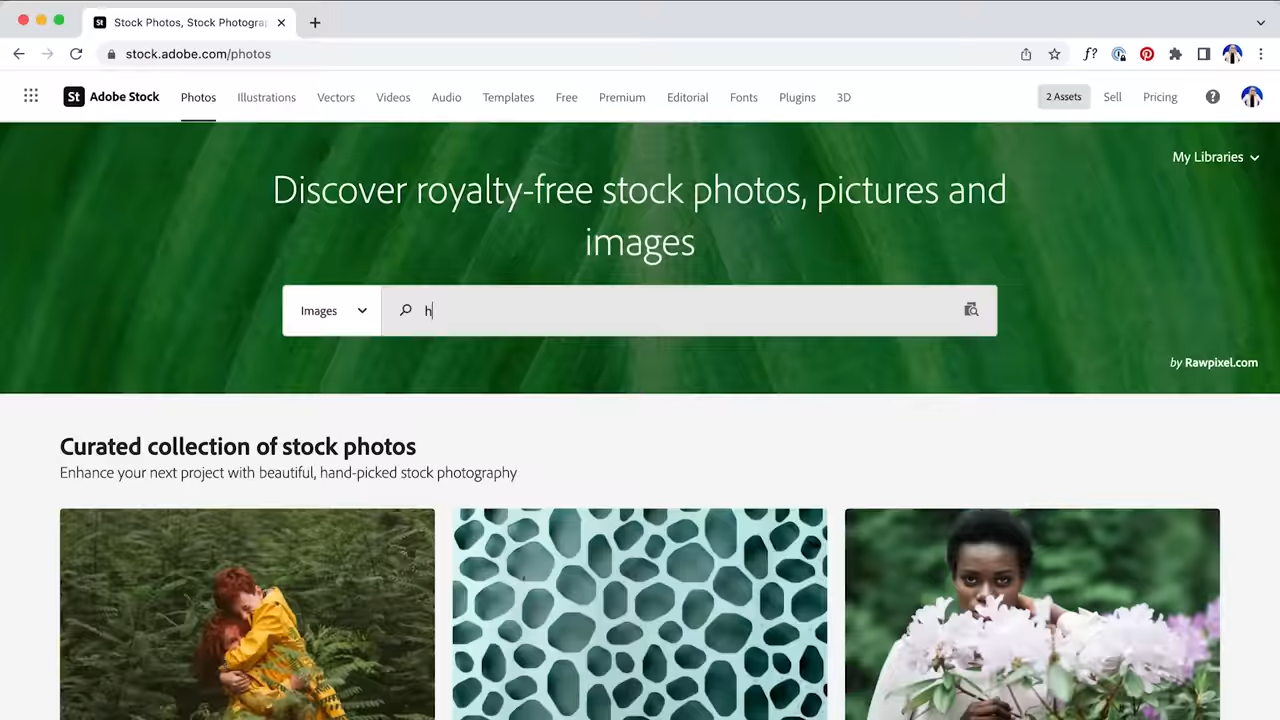 Stock Photos, Stock Photogra
stock.adobe.com/photos
f?
St Adobe Stock Photos Illustrations Vectors Videos Audio Templates Free Premium Editorial Fonts Plugins 3D 2 Assets Sell Pricing ?
My Libraries
Discover royalty-free stock photos, pictures and
images
Images h
by Rawpixel.com
Curated collection of stock photos
Enhance your next project with beautiful, hand-picked stock photography